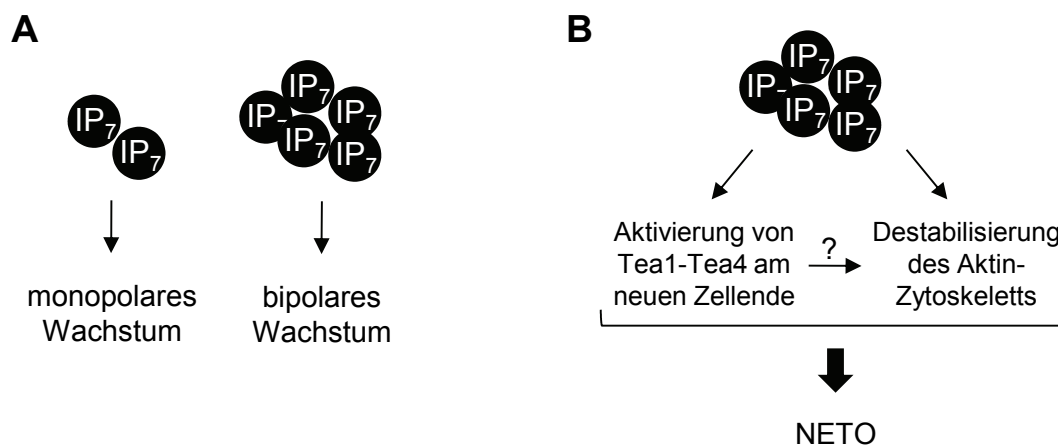 A
IP7
IP7
IP7
IP
IP7
IP7
IP7
monopolares
Wachstum
bipolares
Wachstum
B
IP7
IP
IP7
IP7
IP7
Aktivierung von
Tea1-Tea4 am
neuen Zellende
?
Destabilisierung
des Aktin-
Zytoskeletts
NETO